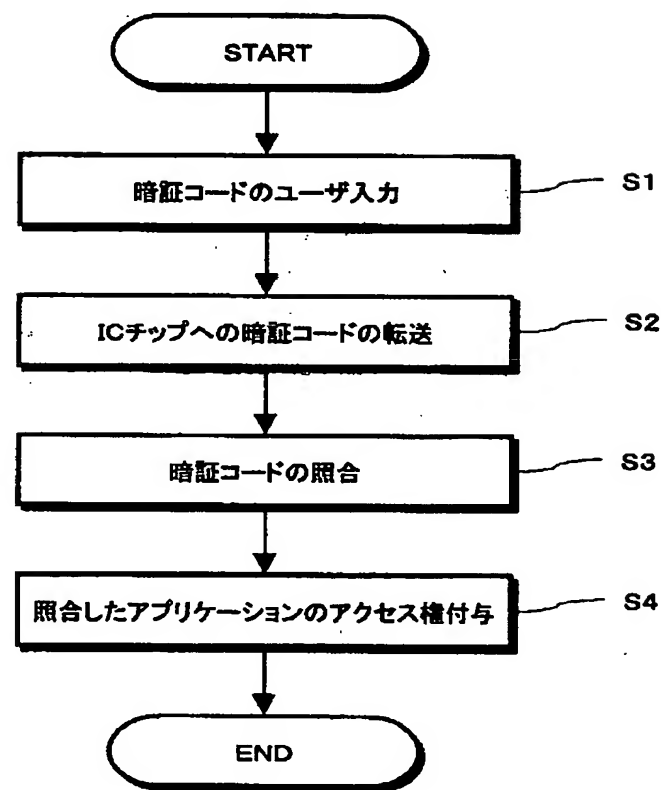 START
暗証コードのユーザ入力
S1
ICチップへの暗証コードの転送
S2
暗証コードの照合
S3
照合したアプリケーションのアクセス権付与
S4
END